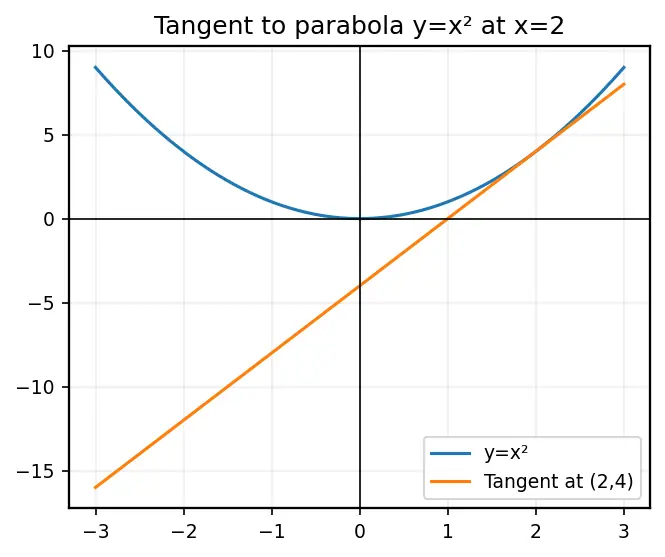 Tangent to parabola y=x² at x=2
10
5
0
−5
−10
−15
y=x²
Tangent at (2,4)
−3 −2 −1 0 1 2 3